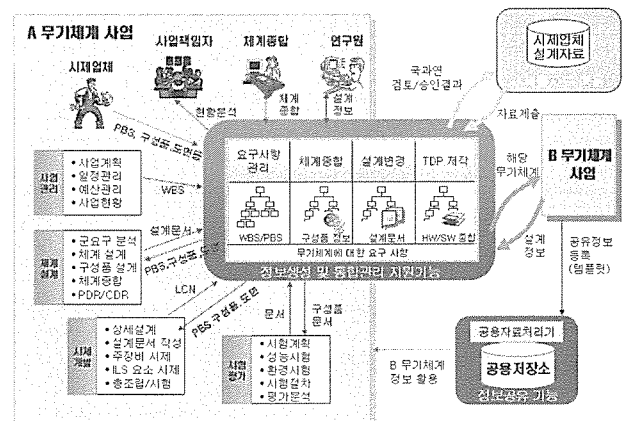 A 무기체계 사업
사업책임자
체계종합
연구원
시제업체
현황분석
체계
종합
설계
정보
국과연
검토/승인결과
시제업체
설계자료
자료제출
PBS, 구성품, 도면등
해당
무기체계
B 무기체계
사업
요구사항
관리
체계종합
설계변경
TDP 제작
WBS/PBS
구성품 정보
설계문서
HW/SW 종합
무기체계에 대한 요구 사항
정보생성 및 통합관리 지원기능
사업
관리
• 사업계획
• 일정관리
• 예산관리
• 사업현황
WBS
체계
설계
• 군요구 분석
• 체계 설계
• 구성품 설계
• 체계종합
• PDR/CDR
설계문서
PBS, 구성품, 도면
LCN
PBS, 구성품, 도면
시제
개발
• 상세설계
• 설계문서 작성
• 주장비 시제
• ILS 요소 시제
• 총조립/시험
문서
구성품
문서
시험
평가
• 시험계획
• 성능시험
• 환경시험
• 시험절차
• 평가분석
설계
정보
공유정보
등록
(템플릿)
B 무기체계
정보 활용
공용자료처리기
공용저장소
정보공유 기능